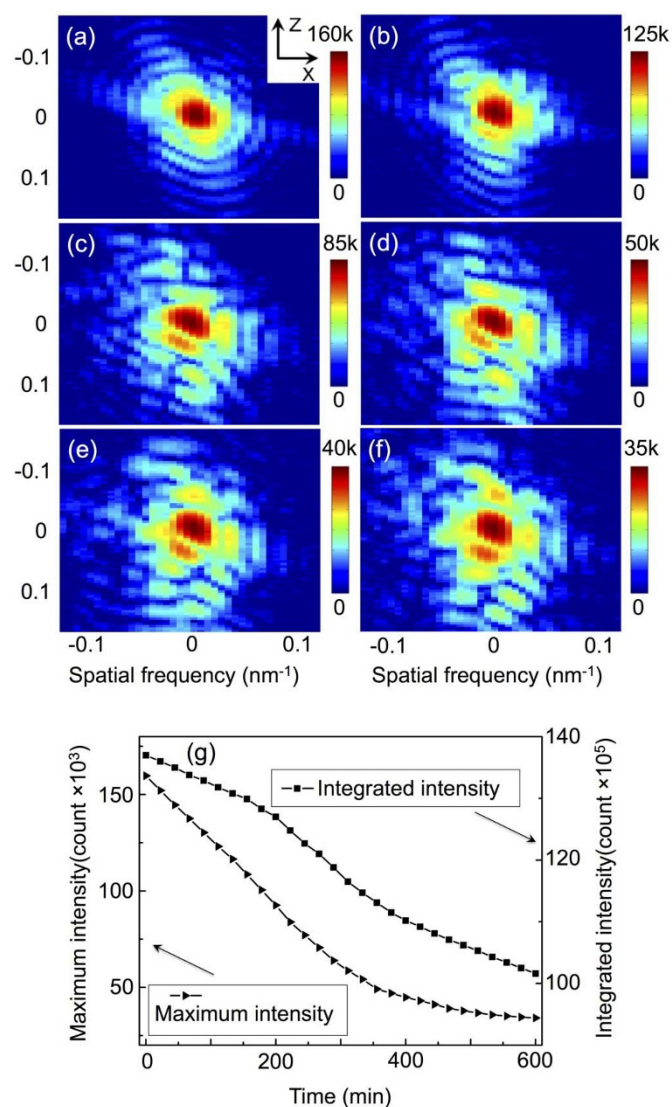 (a)
Z
X
160k
0
(b)
125k
0
-0.1
0
0.1
(c)
85k
0
(d)
50k
0
-0.1
0
0.1
(e)
40k
0
(f)
35k
0
-0.1
0
0.1
-0.1 0 0.1
-0.1 0 0.1
Spatial frequency (nm⁻¹)
Spatial frequency (nm⁻¹)
(g)
Maximum intensity(count ×10³)
150
100
50
Integrated intensity
Maximum intensity
140
120
100
Integrated intensity(count ×10⁵)
0 200 400 600
Time (min)